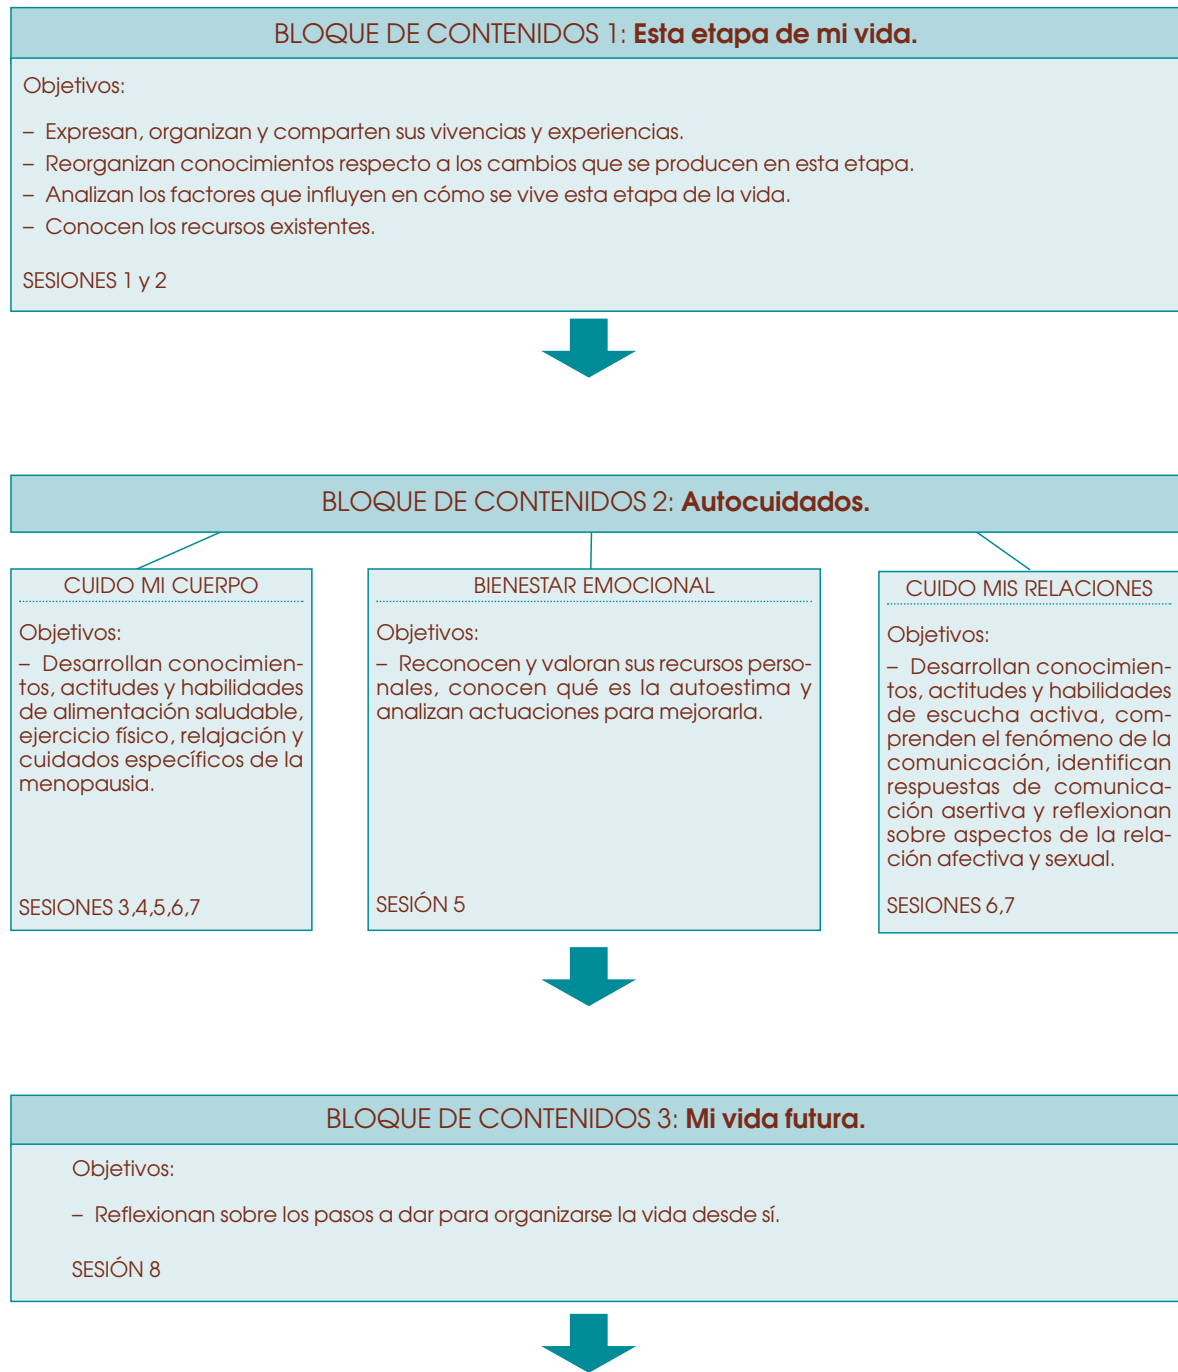 BLOQUE DE CONTENIDOS 1: Esta etapa de mi vida.
Objetivos:
– Expresan, organizan y comparten sus vivencias y experiencias.
– Reorganizan conocimientos respecto a los cambios que se producen en esta etapa.
– Analizan los factores que influyen en cómo se vive esta etapa de la vida.
– Conocen los recursos existentes.
SESIONES 1 y 2
BLOQUE DE CONTENIDOS 2: Autocuidados.
CUIDO MI CUERPO
Objetivos:
– Desarrollan conocimien-
tos, actitudes y habilidades
de alimentación saludable,
ejercicio físico, relajación y
cuidados específicos de la
menopausia.
SESIONES 3,4,5,6,7
BIENESTAR EMOCIONAL
Objetivos:
– Reconocen y valoran sus recursos perso-
nales, conocen qué es la autoestima y
analizan actuaciones para mejorarla.
SESIÓN 5
CUIDO MIS RELACIONES
Objetivos:
– Desarrollan conocimien-
tos, actitudes y habilidades
de escucha activa, com-
prenden el fenómeno de la
comunicación, identifican
respuestas de comunica-
ción asertiva y reflexionan
sobre aspectos de la rela-
ción afectiva y sexual.
SESIONES 6,7
BLOQUE DE CONTENIDOS 3: Mi vida futura.
Objetivos:
– Reflexionan sobre los pasos a dar para organizarse la vida desde sí.
SESIÓN 8